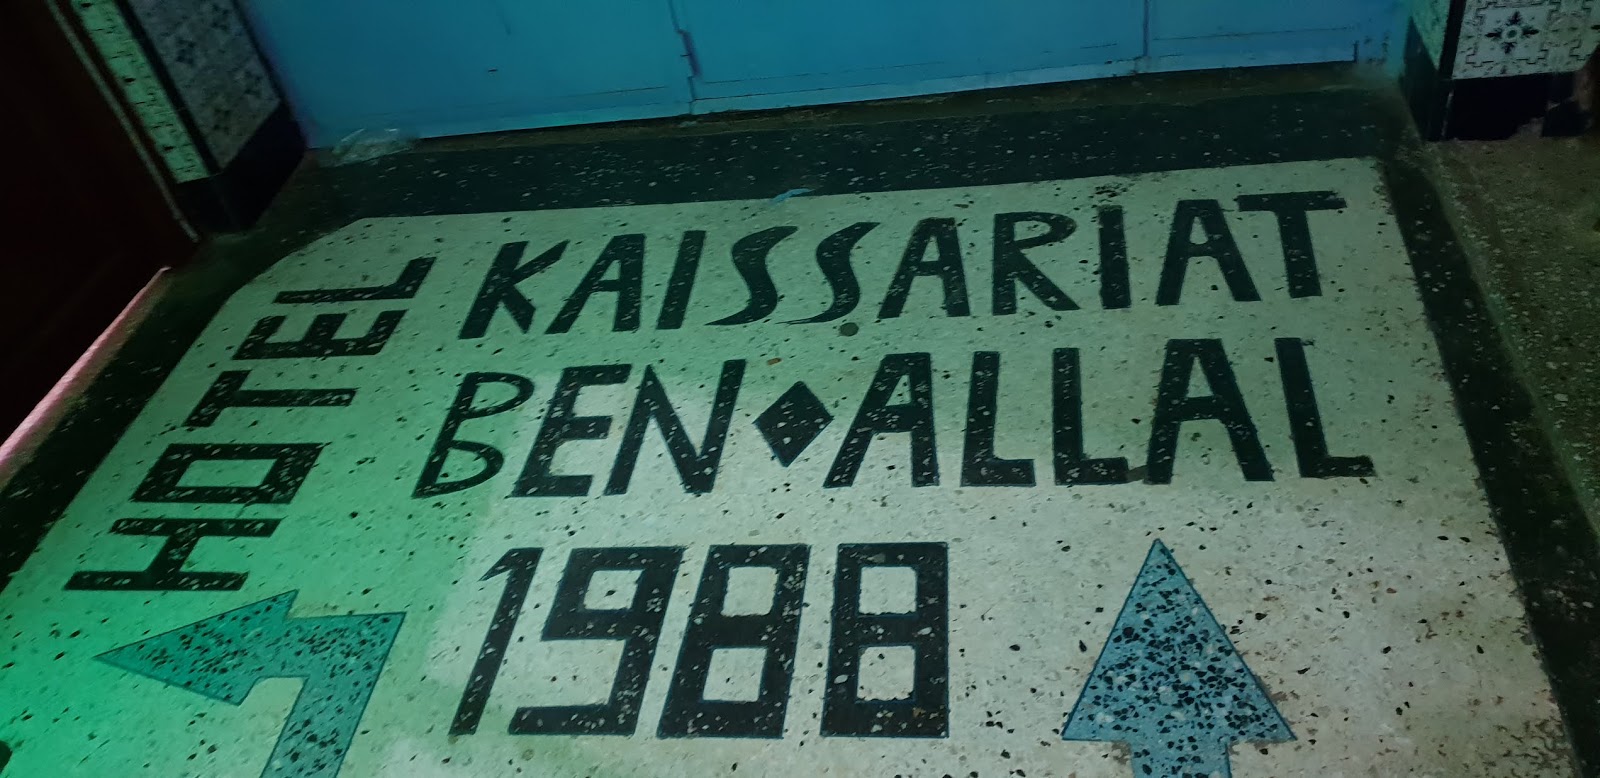 HOTEL
KAISSARIAT
BEN ALLAL
1988